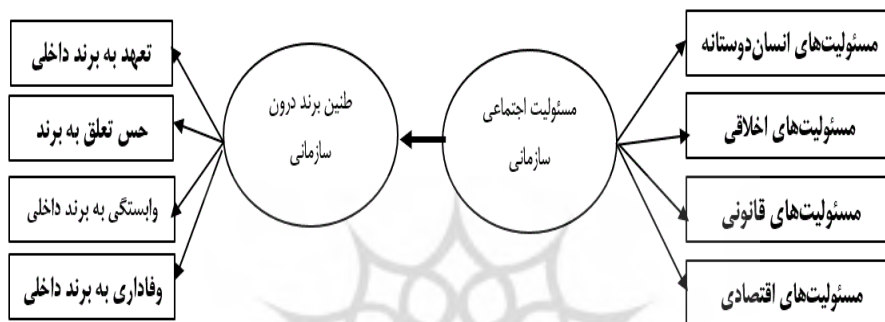 مسئولیت‌های انسان‌دوستانه
مسئولیت‌های اخلاقی
مسئولیت‌های قانونی
مسئولیت‌های اقتصادی
مسئولیت اجتماعی
سازمانی
طنین برند درون
سازمانی
تعهد به برند داخلی
حس تعلق به برند
وابستگی به برند داخلی
وفاداری به برند داخلی